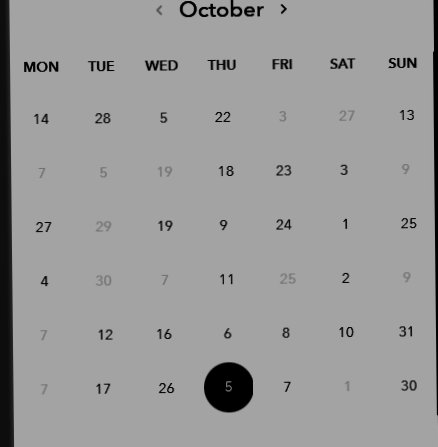 ‹ October ›
MON TUE WED THU FRI SAT SUN
14 28 5 22 3 27 13
7 5 19 18 23 3 9
27 29 19 9 24 1 25
4 30 7 11 25 2 9
7 12 16 6 8 10 31
7 17 26 5 7 1 30